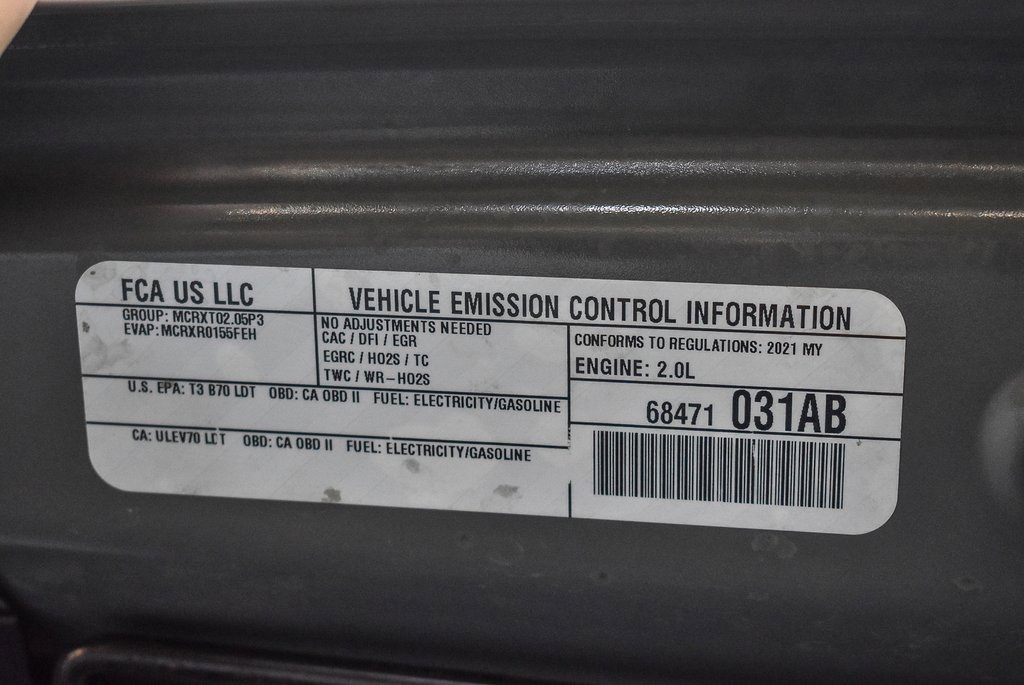 FCA US LLC
GROUP: MCRXT02.05P3
EVAP: MCRXR0155FEH
VEHICLE EMISSION CONTROL INFORMATION
NO ADJUSTMENTS NEEDED
CAC / DFI / EGR
EGRC / HO2S / TC
TWC / WR-HO2S
CONFORMS TO REGULATIONS: 2021 MY
ENGINE: 2.0L
U.S. EPA: T3 B70 LDT OBD: CA OBD II FUEL: ELECTRICITY/GASOLINE
68471 031AB
CA: ULEV70 LDT OBD: CA OBD II FUEL: ELECTRICITY/GASOLINE